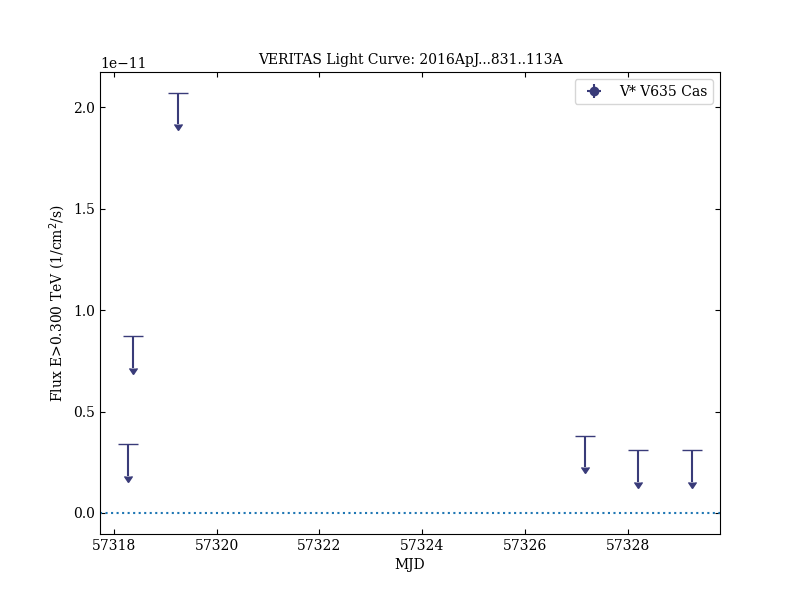 VERITAS Light Curve: 2016ApJ...831..113A
1e−11
V* V635 Cas
2.0
1.5
1.0
0.5
0.0
Flux E>0.300 TeV (1/cm²/s)
57318 57320 57322 57324 57326 57328
MJD